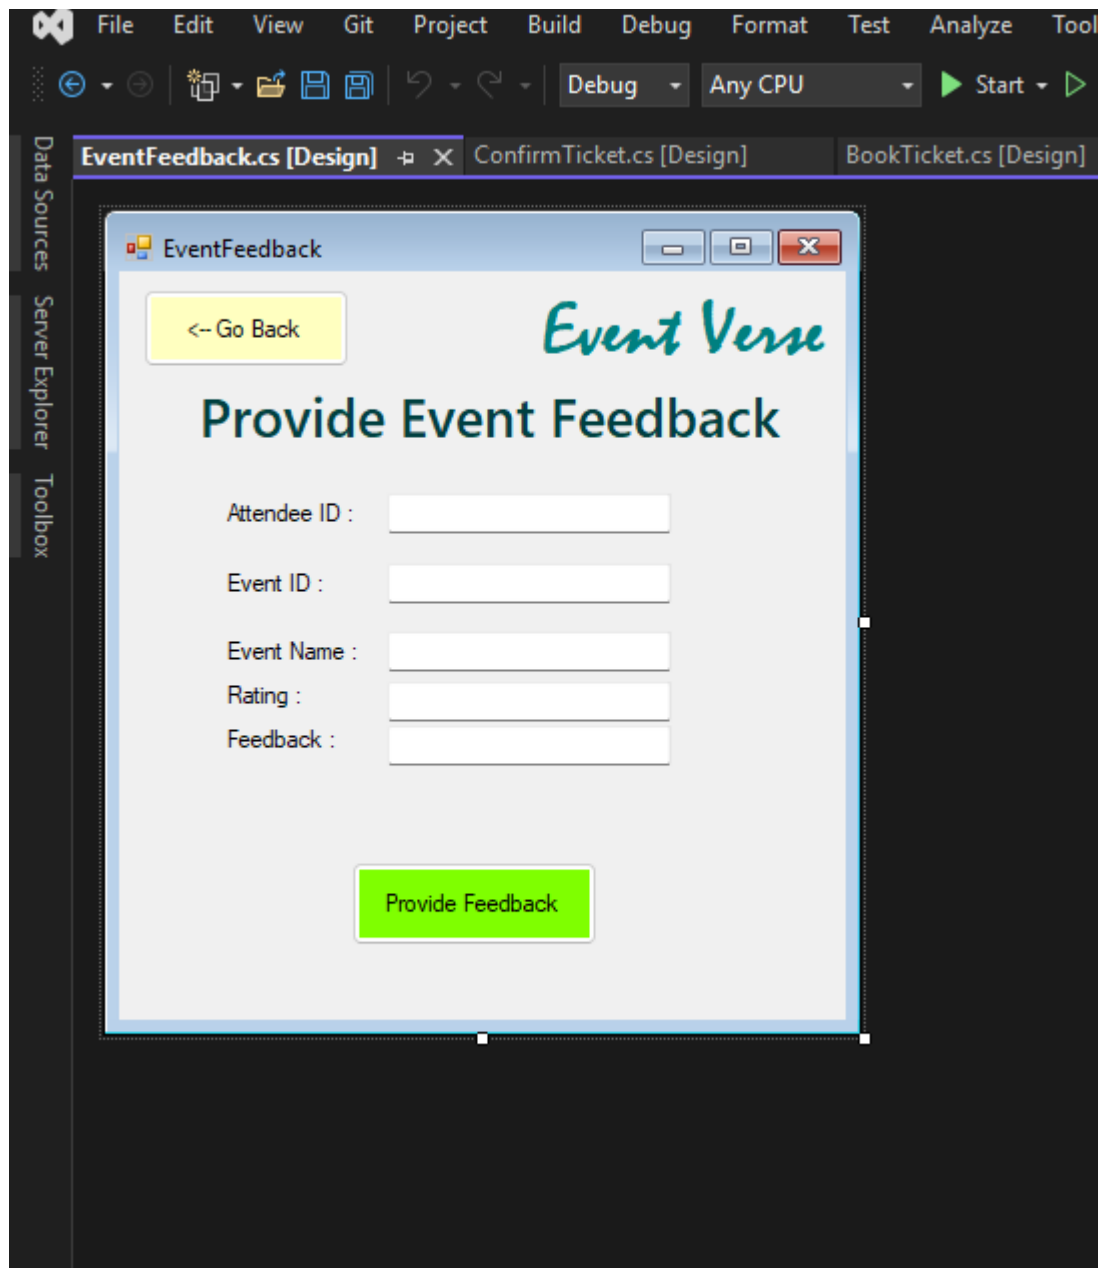 File Edit View Git Project Build Debug Format Test Analyze Tool
Debug Any CPU Start
EventFeedback.cs [Design] ConfirmTicket.cs [Design] BookTicket.cs [Design]
Data Sources
Server Explorer
Toolbox
EventFeedback
<-- Go Back
Event Verse
Provide Event Feedback
Attendee ID :
Event ID :
Event Name :
Rating :
Feedback :
Provide Feedback